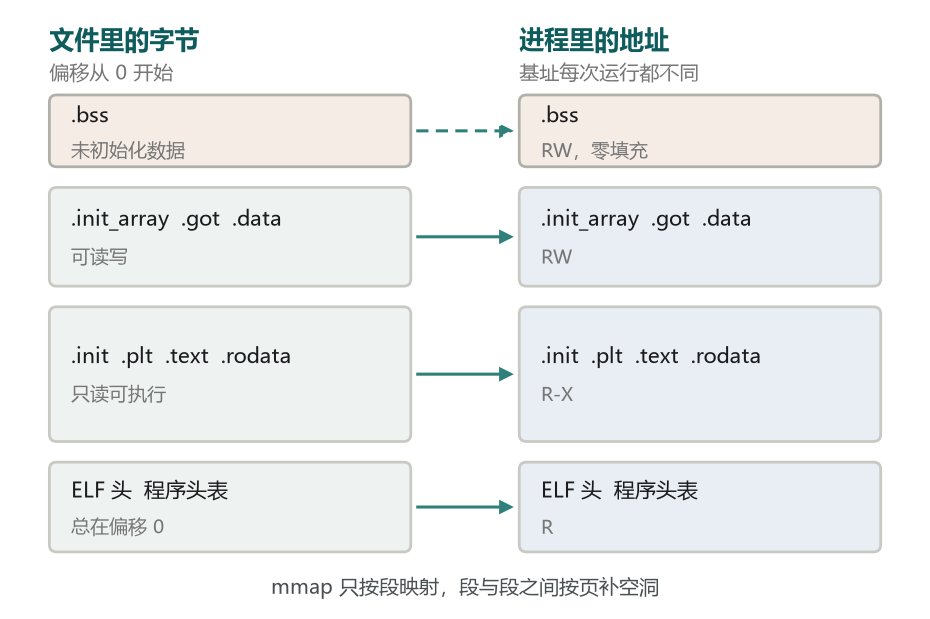 文件里的字节
偏移从 0 开始
.bss
未初始化数据
.init_array .got .data
可读写
.init .plt .text .rodata
只读可执行
ELF 头 程序头表
总在偏移 0
进程里的地址
基址每次运行都不同
.bss
RW，零填充
.init_array .got .data
RW
.init .plt .text .rodata
R-X
ELF 头 程序头表
R
mmap 只按段映射，段与段之间按页补空洞